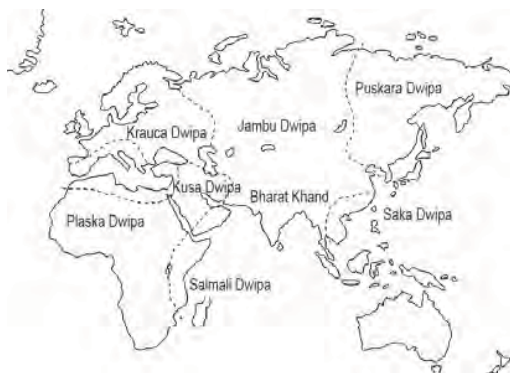 Puskara Dwipa
Jambu Dwipa
Krauca Dwipa
Kusa Dwipa
Bharat Khand
Plaska Dwipa
Saka Dwipa
Salmali Dwipa